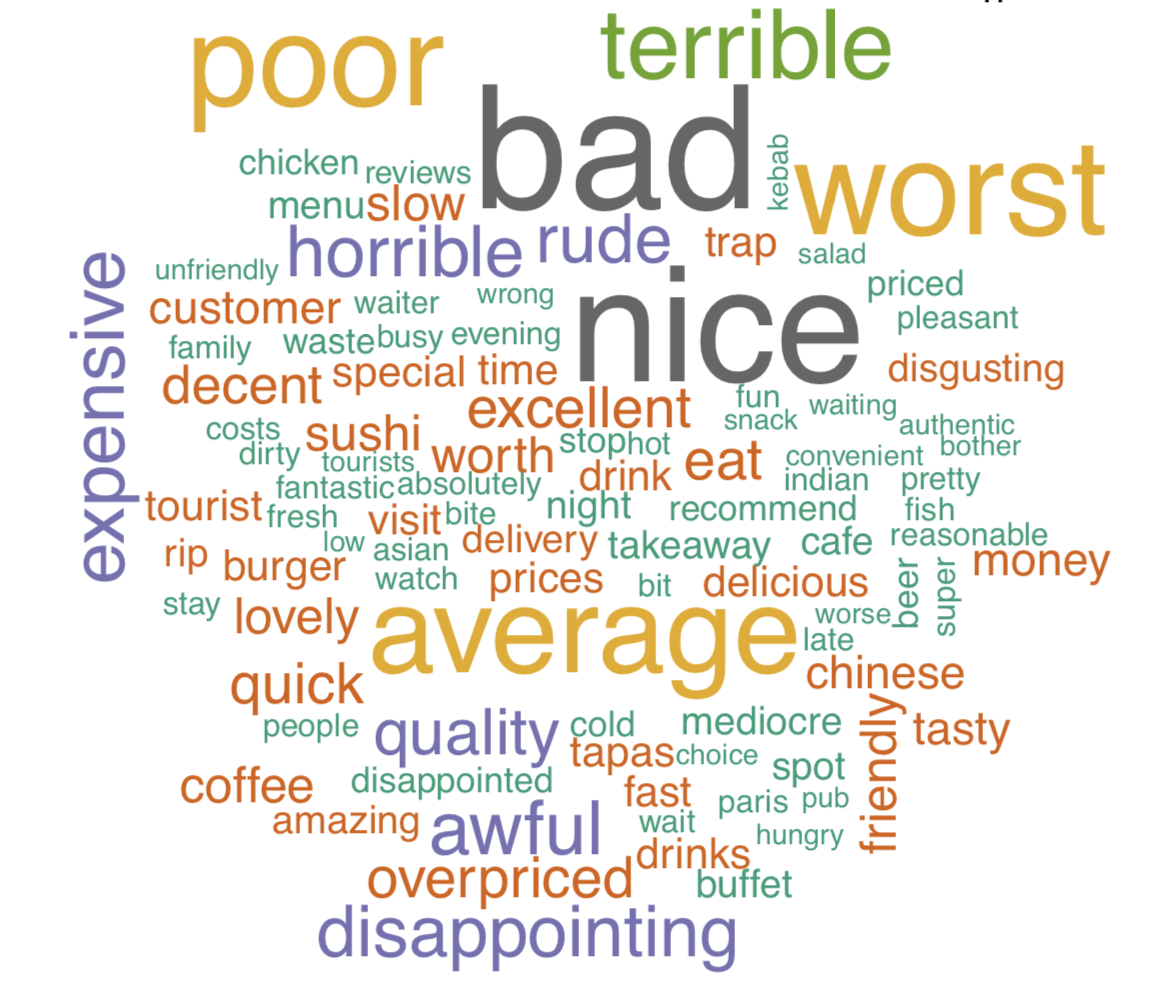 poor terrible
bad
kebab
worst
chicken reviews
menu slow
horrible rude trap salad
unfriendly
expensive
nice
priced
customer waiter wrong
pleasant
family waste busy evening
decent special time disgusting
excellent fun
snack waiting
costs sushi authentic
dirty tourists worth stop hot bother
drink eat convenient
fantastic absolutely indian pretty
tourist fresh visit bite night recommend fish
low asian delivery takeaway cafe reasonable
rip burger money
watch prices bit delicious beer super
stay lovely average worse
late
quick chinese
people quality cold mediocre friendly tasty
tapas choice
coffee disappointed spot
fast paris pub
amazing awful wait hungry
drinks
overpriced buffet
disappointing